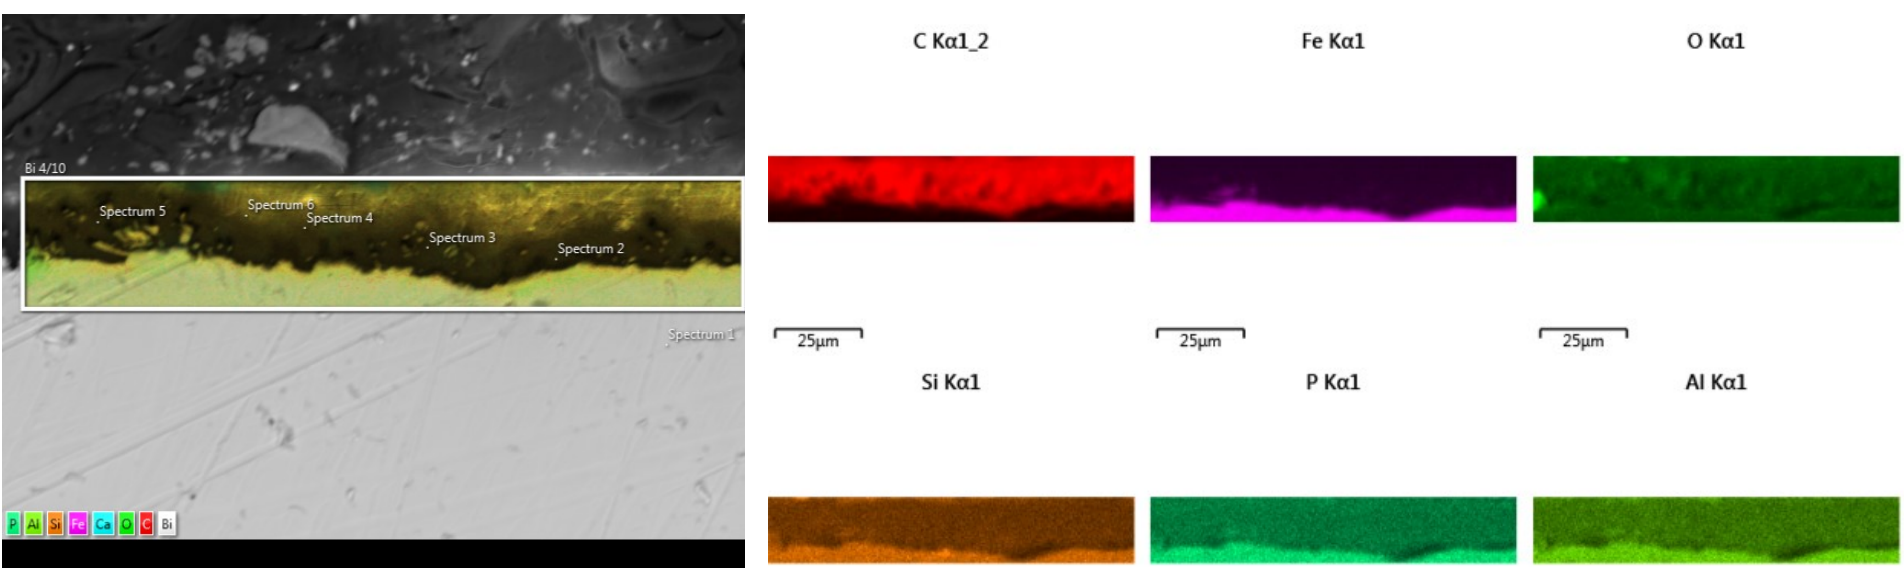 Bi 4/10
Spectrum 5
Spectrum 6
Spectrum 4
Spectrum 3
Spectrum 2
Spectrum 1
P Al Si Fe Ca O C Bi
C Kα1_2
Fe Kα1
O Kα1
25µm
25µm
25µm
Si Kα1
P Kα1
Al Kα1